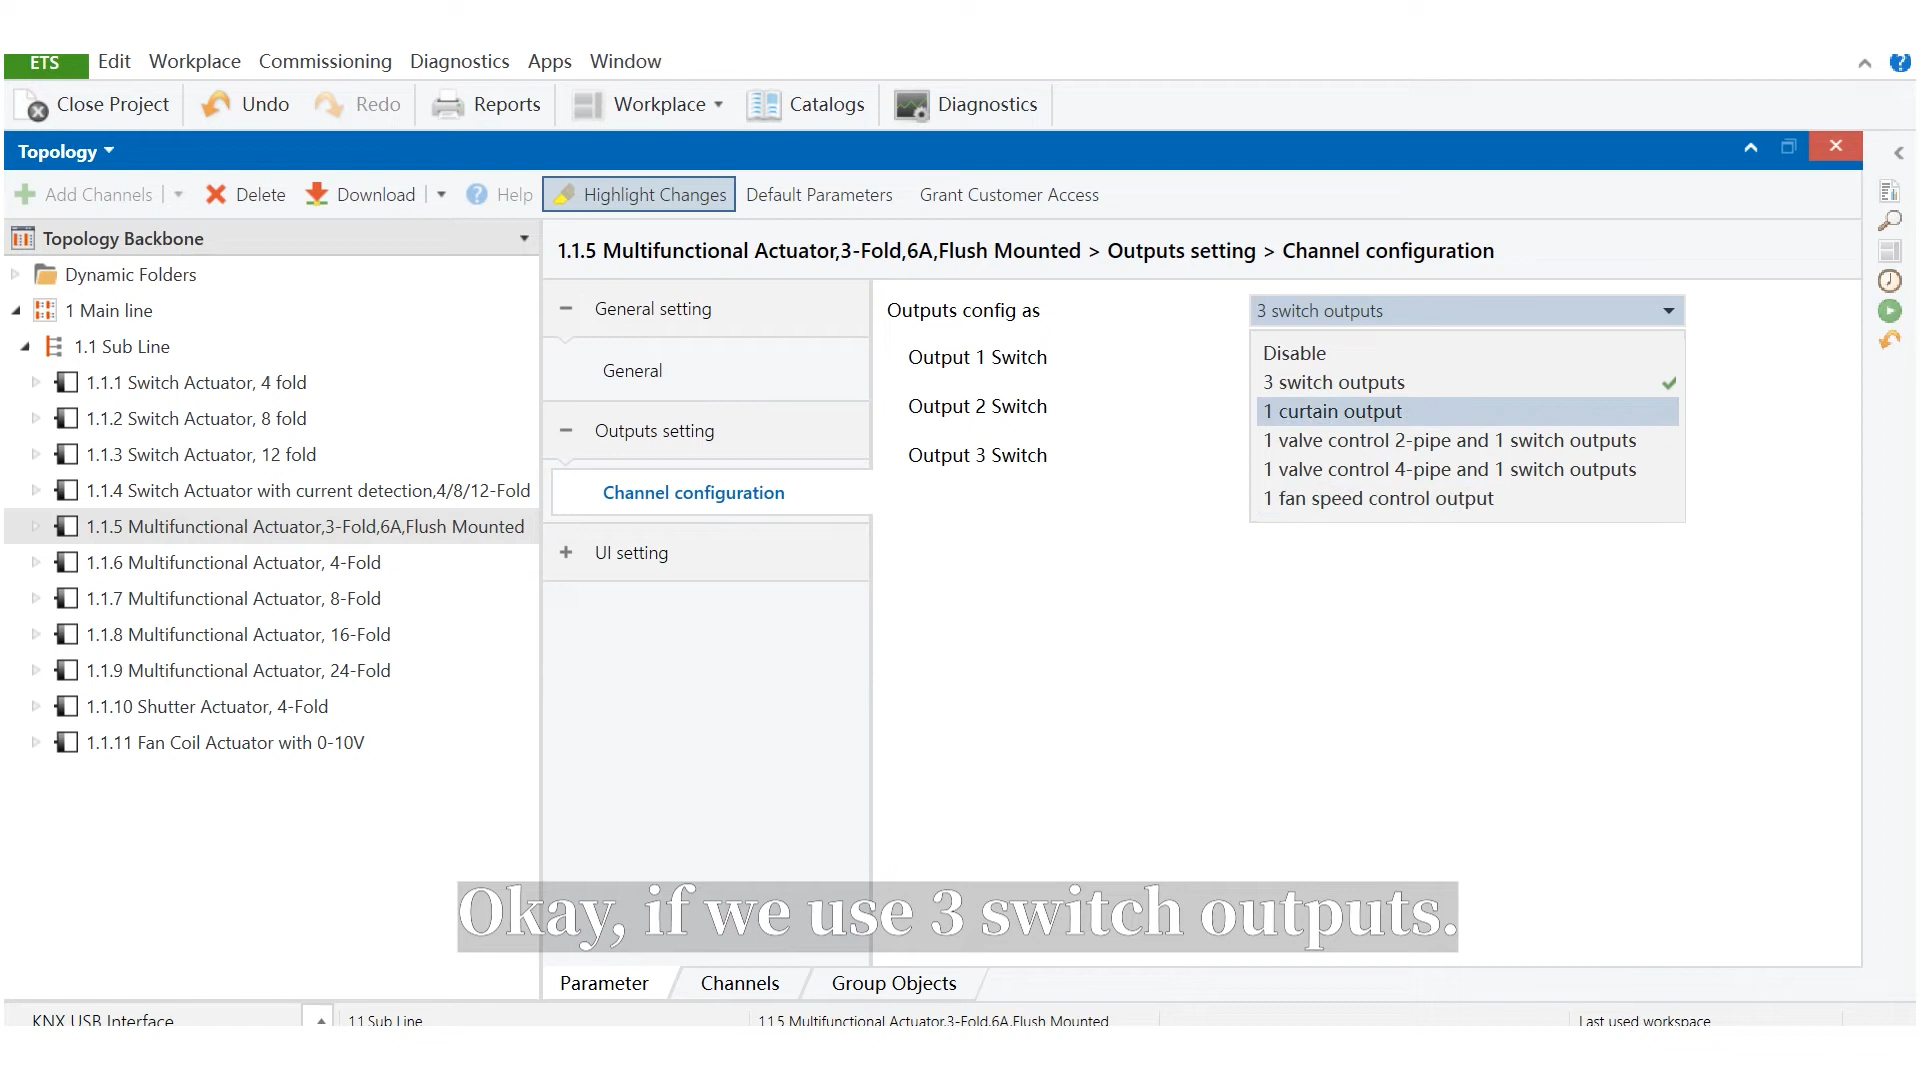 ETS Edit Workplace Commissioning Diagnostics Apps Window
Close Project Undo Redo Reports Workplace Catalogs Diagnostics
Topology
Add Channels Delete Download Help Highlight Changes Default Parameters Grant Customer Access
Topology Backbone
Dynamic Folders
1 Main line
1.1 Sub Line
1.1.1 Switch Actuator, 4 fold
1.1.2 Switch Actuator, 8 fold
1.1.3 Switch Actuator, 12 fold
1.1.4 Switch Actuator with current detection,4/8/12-Fold
1.1.5 Multifunctional Actuator,3-Fold,6A,Flush Mounted
1.1.6 Multifunctional Actuator, 4-Fold
1.1.7 Multifunctional Actuator, 8-Fold
1.1.8 Multifunctional Actuator, 16-Fold
1.1.9 Multifunctional Actuator, 24-Fold
1.1.10 Shutter Actuator, 4-Fold
1.1.11 Fan Coil Actuator with 0-10V
1.1.5 Multifunctional Actuator,3-Fold,6A,Flush Mounted > Outputs setting > Channel configuration
General setting
General
Outputs setting
Channel configuration
UI setting
Outputs config as
3 switch outputs
Output 1 Switch
Output 2 Switch
Output 3 Switch
Disable
3 switch outputs
1 curtain output
1 valve control 2-pipe and 1 switch outputs
1 valve control 4-pipe and 1 switch outputs
1 fan speed control output
Okay, if we use 3 switch outputs.
Parameter Channels Group Objects
KNX USB Interface 1.1 Sub Line 1.1.5 Multifunctional Actuator,3-Fold,6A,Flush Mounted Last used workspace